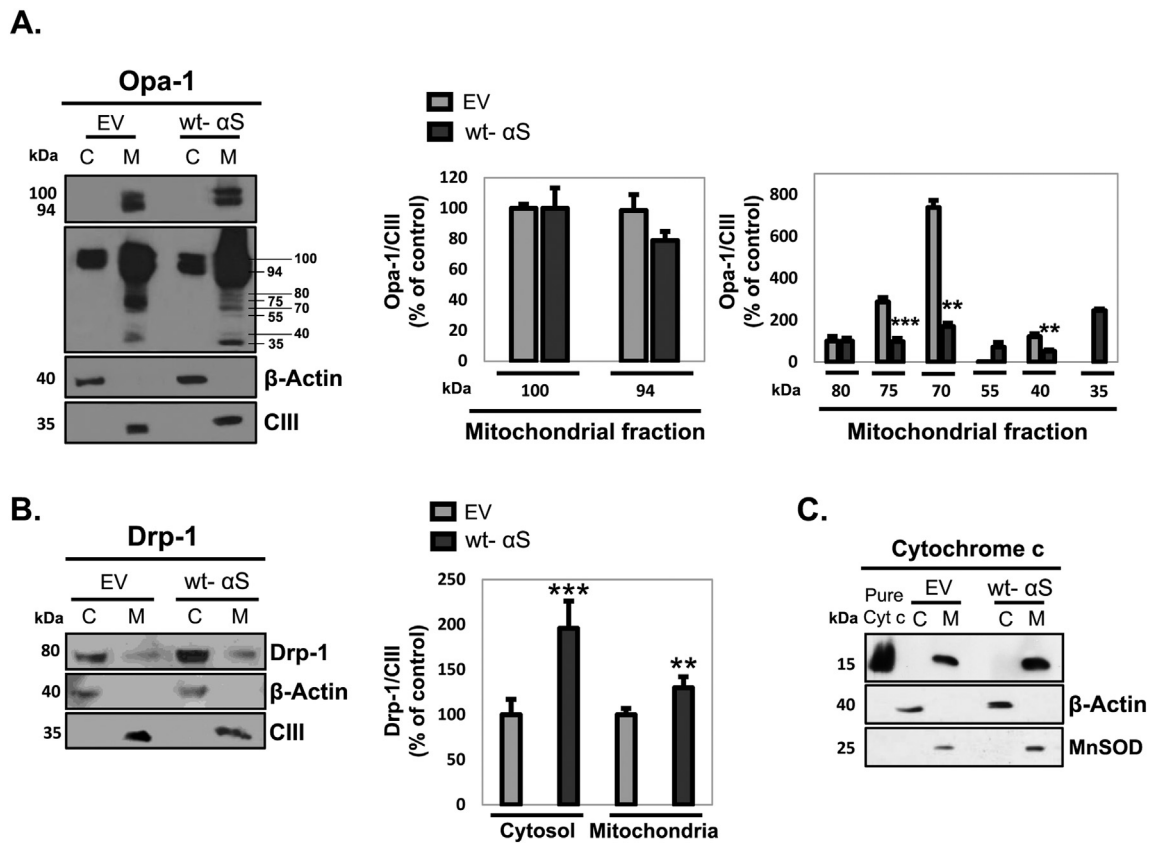 A.
Opa-1
EV wt- αS
kDa C M C M
100
94
100
94
80
75
70
55
40
35
40 β-Actin
35 CIII
EV
wt- αS
Opa-1/CIII
(% of control)
120
100
80
60
40
20
0
kDa 100 94
Mitochondrial fraction
Opa-1/CIII
(% of control)
800
600
400
200
0
*** ** **
kDa 80 75 70 55 40 35
Mitochondrial fraction
B.
Drp-1
EV wt- αS
kDa C M C M
80 Drp-1
40 β-Actin
35 CIII
EV
wt- αS
Drp-1/CIII
(% of control)
250
200
150
100
50
0
*** **
Cytosol Mitochondria
C.
Cytochrome c
Pure EV wt- αS
kDa Cyt c C M C M
15
40 β-Actin
25 MnSOD